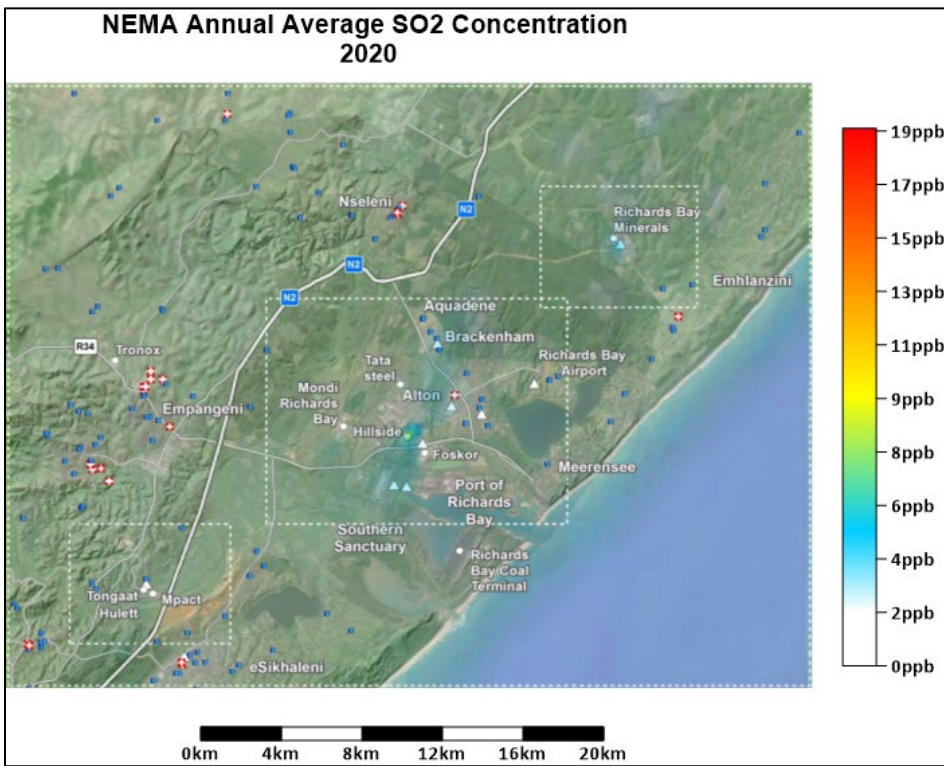 NEMA Annual Average SO2 Concentration
2020
19ppb
17ppb
15ppb
13ppb
11ppb
9ppb
8ppb
6ppb
4ppb
2ppb
0ppb
Nseleni
N2
Richards Bay
Minerals
N2
N2
Emhlanzini
Aquadene
Brackenham
R34
Tronox
Tata
steel
Richards Bay
Airport
Mondi
Richards
Bay
Alton
Empangeni
Hillside
Foskor
Meerensee
Port of
Richards
Bay
Southern
Sanctuary
Richards
Bay Coal
Terminal
Tongaat
Hulett
Mpact
eSikhaleni
0km
4km
8km
12km
16km
20km